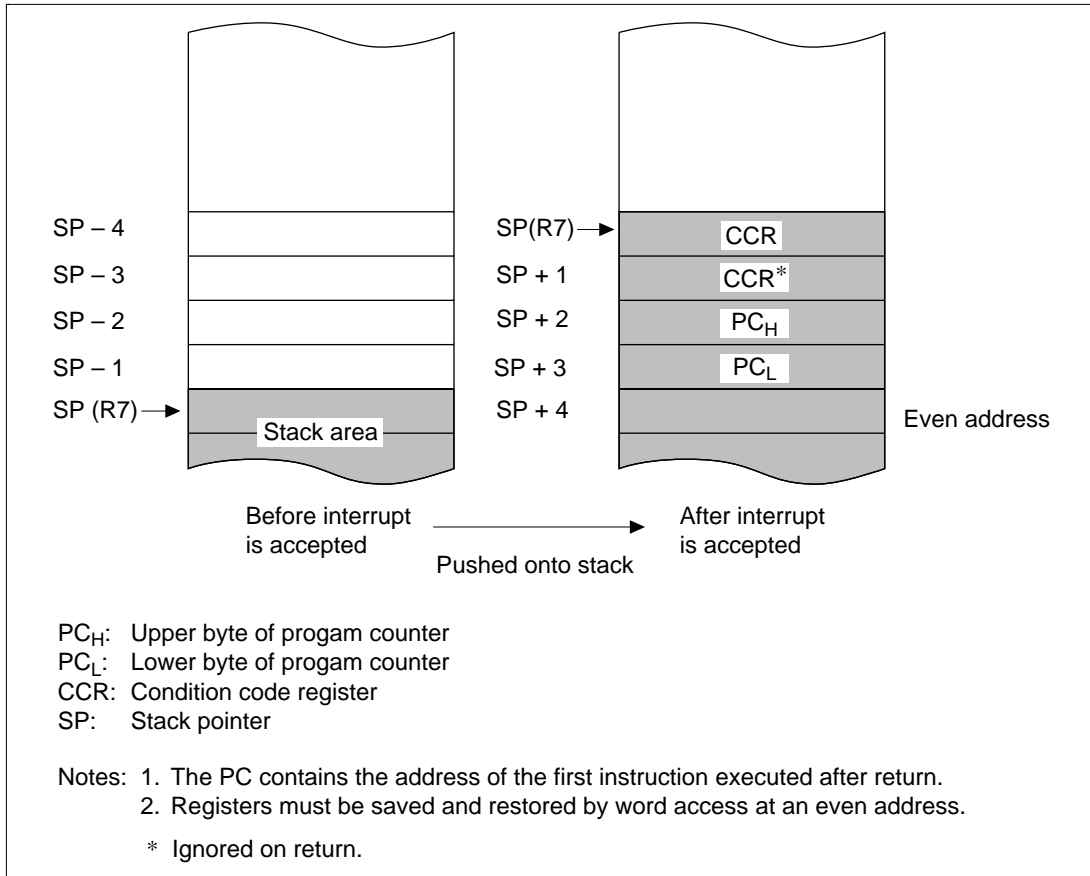 SP – 4
SP – 3
SP – 2
SP – 1
SP (R7)
Stack area
SP(R7)
SP + 1
SP + 2
SP + 3
SP + 4
CCR
CCR*
PCH
PCL
Even address
Before interrupt
is accepted
Pushed onto stack
After interrupt
is accepted
PCH: Upper byte of progam counter
PCL: Lower byte of progam counter
CCR: Condition code register
SP: Stack pointer
Notes: 1. The PC contains the address of the first instruction executed after return.
2. Registers must be saved and restored by word access at an even address.
* Ignored on return.